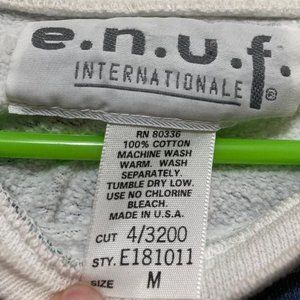 e.n.u.f.
INTERNATIONALE ®
RN 80336
100% COTTON
MACHINE WASH
WARM. WASH
SEPARATELY.
TUMBLE DRY LOW.
USE NO CHLORINE
BLEACH.
MADE IN U.S.A.
CUT 4/3200
STY. E181011
SIZE M